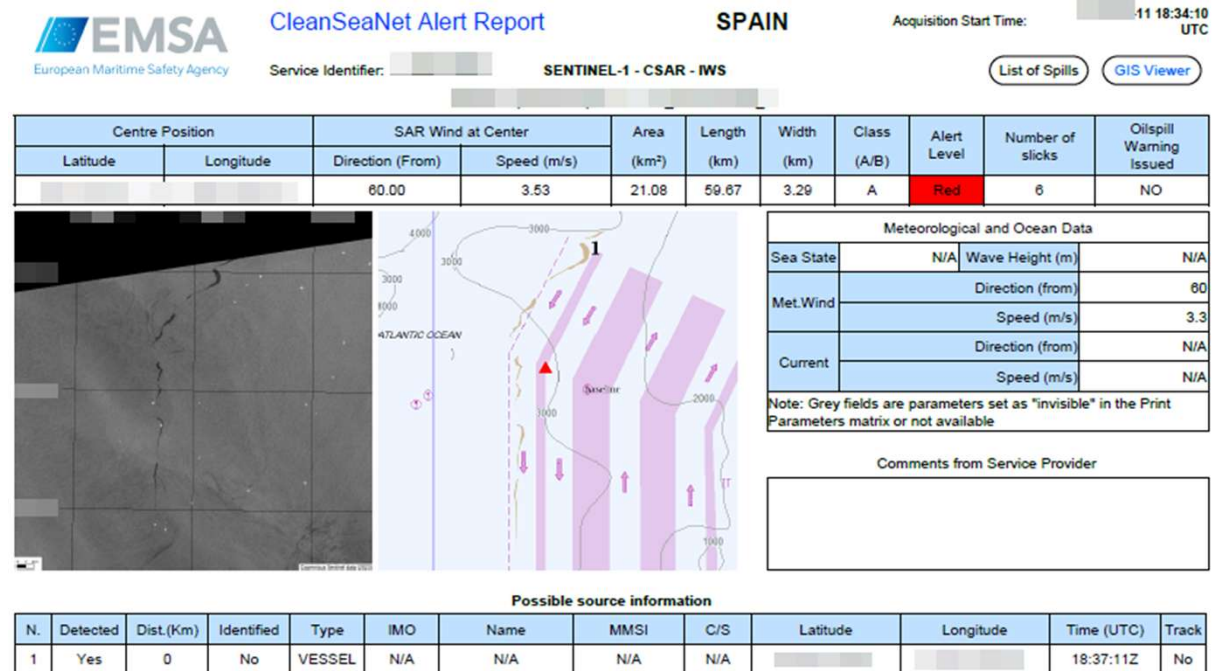 EMSA
European Maritime Safety Agency
CleanSeaNet Alert Report
SPAIN
Acquisition Start Time:
-11 18:34:10
UTC
Service Identifier:
SENTINEL-1 - CSAR - IWS
List of Spills
GIS Viewer
Centre Position SAR Wind at Center Area Length Width Class Alert Level Number of slicks Oilspill Warning Issued
Latitude Longitude Direction (From) Speed (m/s) (km²) (km) (km) (A/B)
60.00 3.53 21.08 59.67 3.29 A Red 6 NO
4000
3000
1
3000
3000
ATLANTIC OCEAN
Baseline
3000
2000
1000
Meteorological and Ocean Data
Sea State N/A Wave Height (m) N/A
Met.Wind Direction (from) 60
Speed (m/s) 3.3
Current Direction (from) N/A
Speed (m/s) N/A
Note: Grey fields are parameters set as "invisible" in the Print
Parameters matrix or not available
Comments from Service Provider
Possible source information
N. Detected Dist.(Km) Identified Type IMO Name MMSI C/S Latitude Longitude Time (UTC) Track
1 Yes 0 No VESSEL N/A N/A N/A N/A 18:37:11Z No